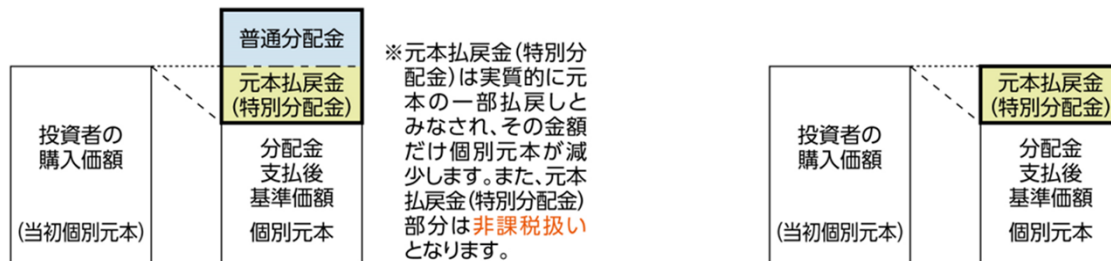 普通分配金
元本払戻金
(特別分配金)
投資者の
購入価額
(当初個別元本)
分配金
支払後
基準価額
個別元本
※元本払戻金(特別分
配金)は実質的に元
本の一部払戻しと
みなされ、その金額
だけ個別元本が減
少します。また、元本
払戻金(特別分配金)
部分は非課税扱い
となります。
元本払戻金
(特別分配金)
投資者の
購入価額
(当初個別元本)
分配金
支払後
基準価額
個別元本